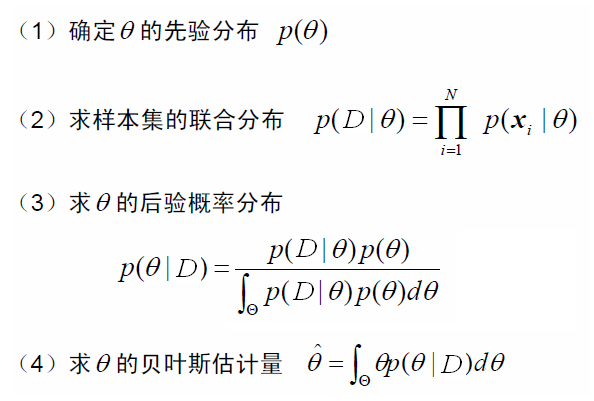 （1）确定θ的先验分布 p(θ)
（2）求样本集的联合分布 p(D|θ)=∏_{i=1}^{N} p(x_i|θ)
（3）求θ的后验概率分布
p(θ|D)=\frac{p(D|θ)p(θ)}{∫_Θ p(D|θ)p(θ)dθ}
（4）求θ的贝叶斯估计量 \hat{θ}=∫_Θ θp(θ|D)dθ